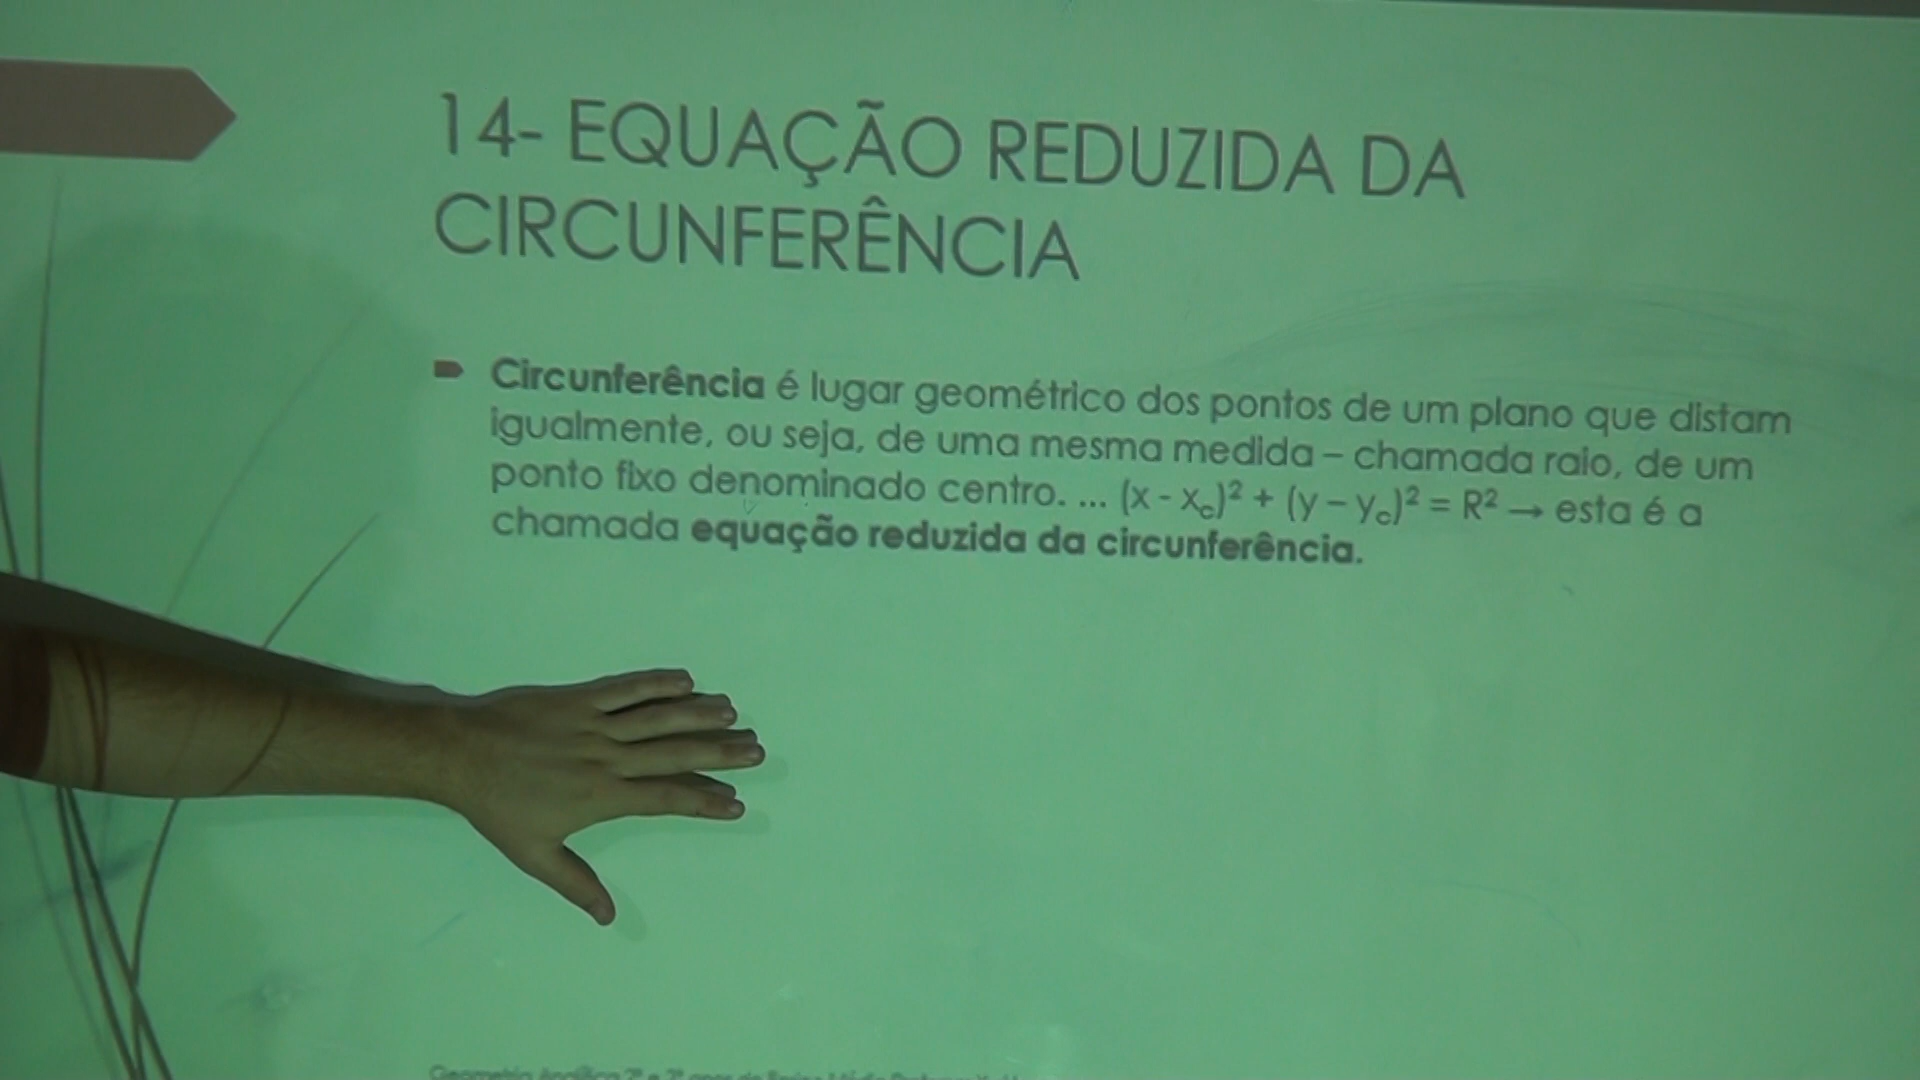 14- EQUAÇÃO REDUZIDA DA
CIRCUNFERÊNCIA
Circunferência é lugar geométrico dos pontos de um plano que distam
igualmente, ou seja, de uma mesma medida – chamada raio, de um
ponto fixo denominado centro. ... (x - x꜀)² + (y – y꜀)² = R² → esta é a
chamada equação reduzida da circunferência.
Geometria Analítica